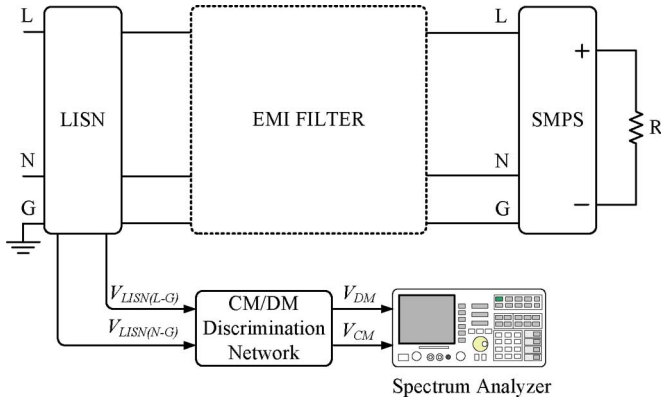 L
L
LISN
EMI FILTER
SMPS
+
R
N
N
−
G
G
V_LISN(L-G)
V_LISN(N-G)
CM/DM
Discrimination
Network
V_DM
V_CM
Spectrum Analyzer